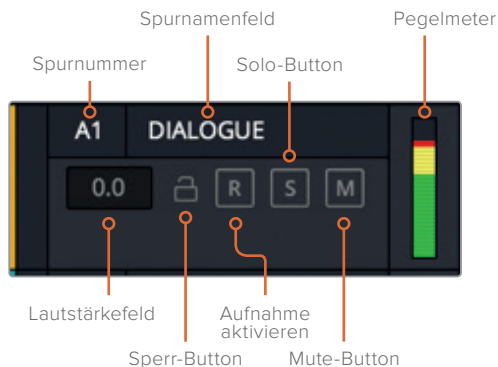 Spurnamenfeld
Pegelmeter
Spurnummer
Solo-Button
A1 DIALOGUE
0.0 R S M
Lautstärkefeld
Aufnahme
aktivieren
Sperr-Button
Mute-Button